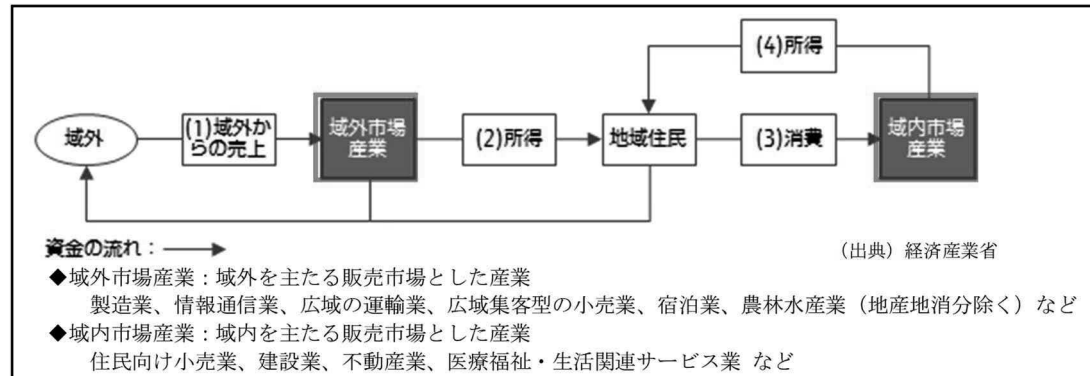 (4)所得
域外
(1)域外か
らの売上
域外市場
産業
(2)所得
地域住民
(3)消費
域内市場
産業
資金の流れ：
（出典）経済産業省
◆域外市場産業：域外を主たる販売市場とした産業
製造業、情報通信業、広域の運輸業、広域集客型の小売業、宿泊業、農林水産業（地産地消分除く）など
◆域内市場産業：域内を主たる販売市場とした産業
住民向け小売業、建設業、不動産業、医療福祉・生活関連サービス業 など